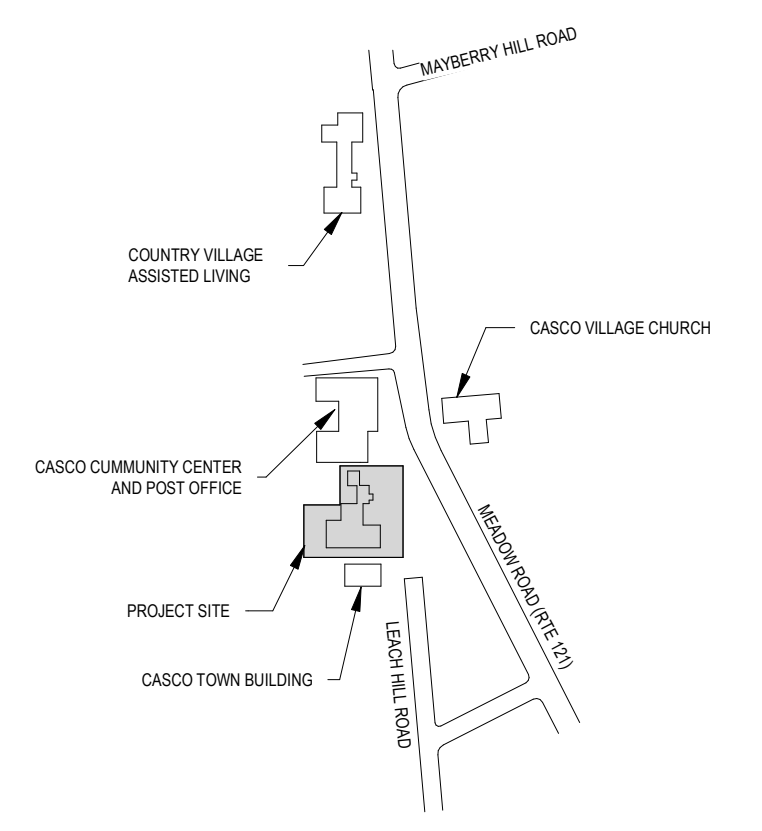 MAYBERRY HILL ROAD
COUNTRY VILLAGE
ASSISTED LIVING
CASCO VILLAGE CHURCH
CASCO CUMMUNITY CENTER
AND POST OFFICE
MEADOW ROAD (RTE 121)
PROJECT SITE
LEACH HILL ROAD
CASCO TOWN BUILDING